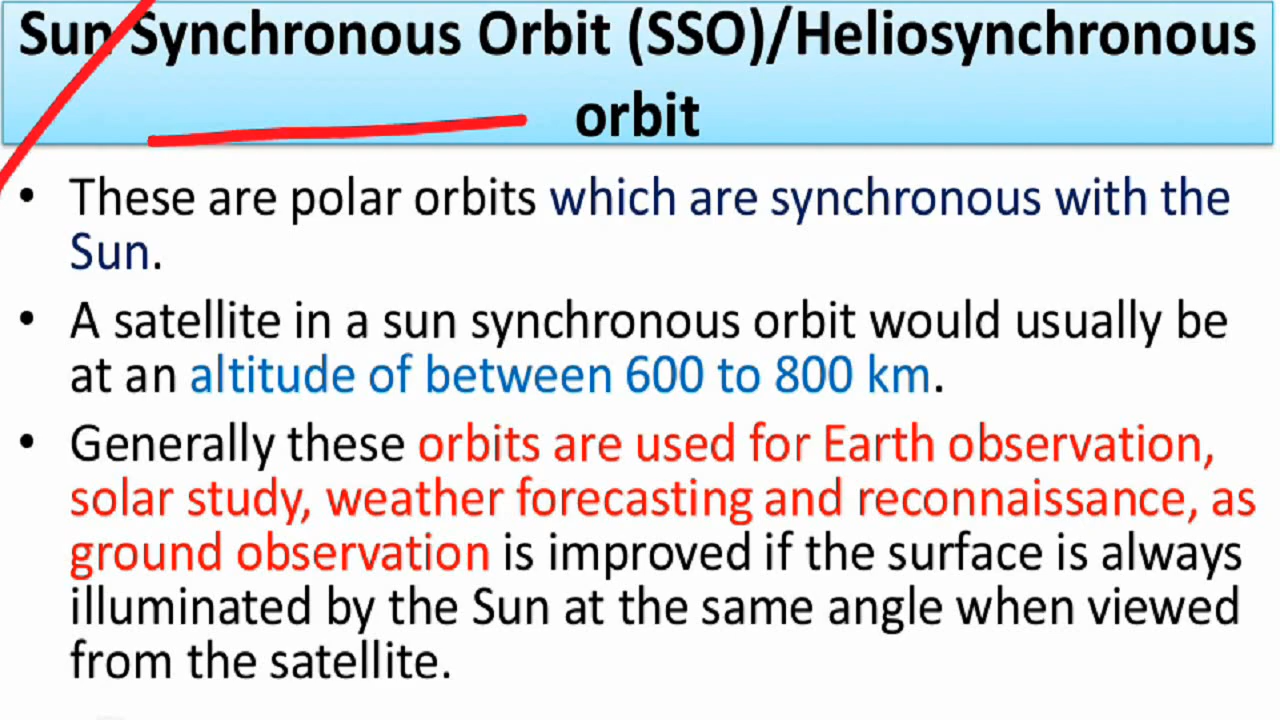 Sun Synchronous Orbit (SSO)/Heliosynchronous
orbit
• These are polar orbits which are synchronous with the
Sun.
• A satellite in a sun synchronous orbit would usually be
at an altitude of between 600 to 800 km.
• Generally these orbits are used for Earth observation,
solar study, weather forecasting and reconnaissance, as
ground observation is improved if the surface is always
illuminated by the Sun at the same angle when viewed
from the satellite.